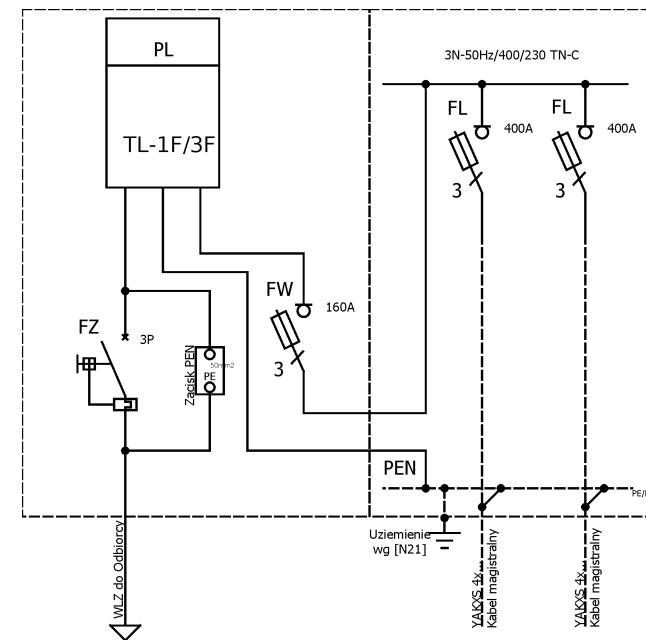 PL
3N-50Hz/400/230 TN-C
TL-1F/3F
FL
400A
FL
400A
3
3
FW
160A
3
FZ
3P
Zacisk PEN
50mm2
PE
PEN
PE/
Uziemienie
wg [N21]
WLZ do Odbiorcy
YAKXS 4x...
Kabel magistralny
YAKXS 4x...
Kabel magistralny